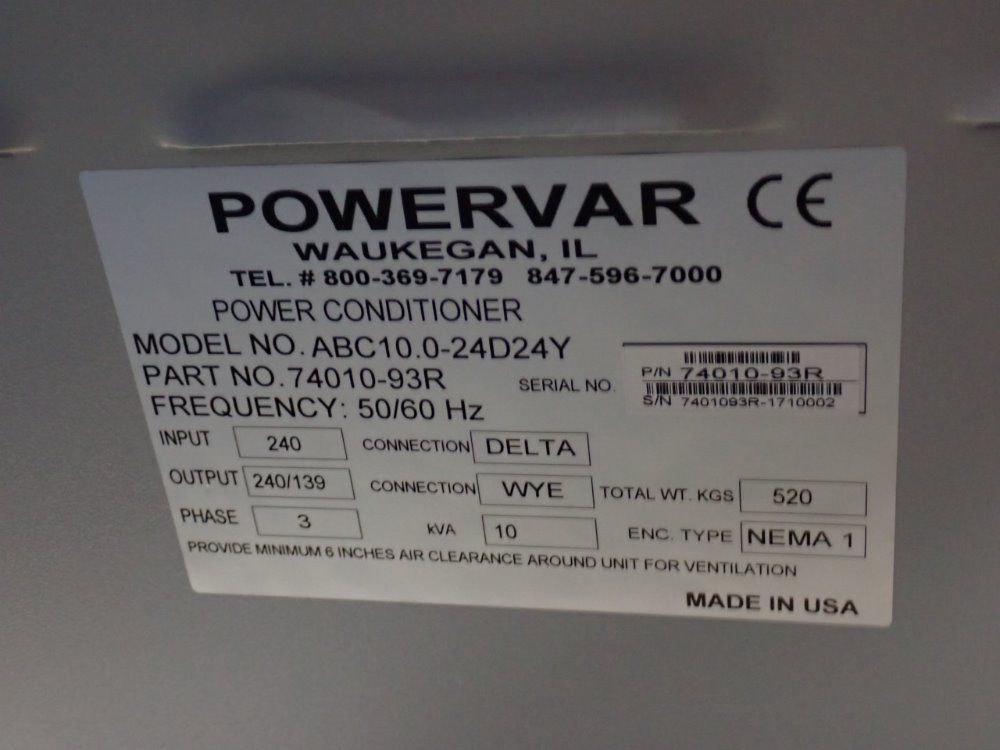 POWERVAR CE
WAUKEGAN, IL
TEL. # 800-369-7179 847-596-7000
POWER CONDITIONER
MODEL NO. ABC10.0-24D24Y
PART NO. 74010-93R
SERIAL NO.
P/N 74010-93R
S/N 7401093R-1710002
FREQUENCY: 50/60 Hz
INPUT 240 CONNECTION DELTA
OUTPUT 240/139 CONNECTION WYE TOTAL WT. KGS 520
PHASE 3 kVA 10 ENC. TYPE NEMA 1
PROVIDE MINIMUM 6 INCHES AIR CLEARANCE AROUND UNIT FOR VENTILATION
MADE IN USA